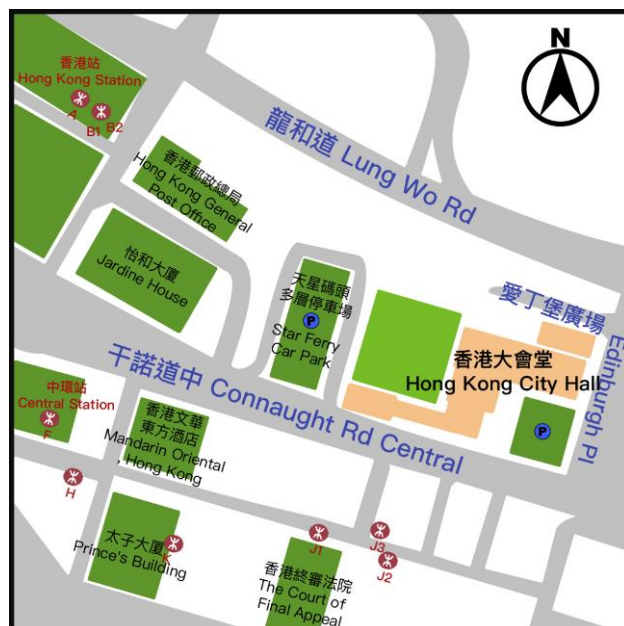 N
香港站
Hong Kong Station
A
B1
B2
龍和道 Lung Wo Rd
香港郵政總局
Hong Kong General
Post Office
怡和大廈
Jardine House
天星碼頭
多層停車場
P
Star Ferry
Car Park
愛丁堡廣場 Edinburgh Pl
香港大會堂
Hong Kong City Hall
P
干諾道中 Connaught Rd Central
中環站
Central Station
F
香港文華
東方酒店
Mandarin Oriental
, Hong Kong
H
太子大廈
Prince's Building
K
J1
J3
J2
香港終審法院
The Court of
Final Appeal